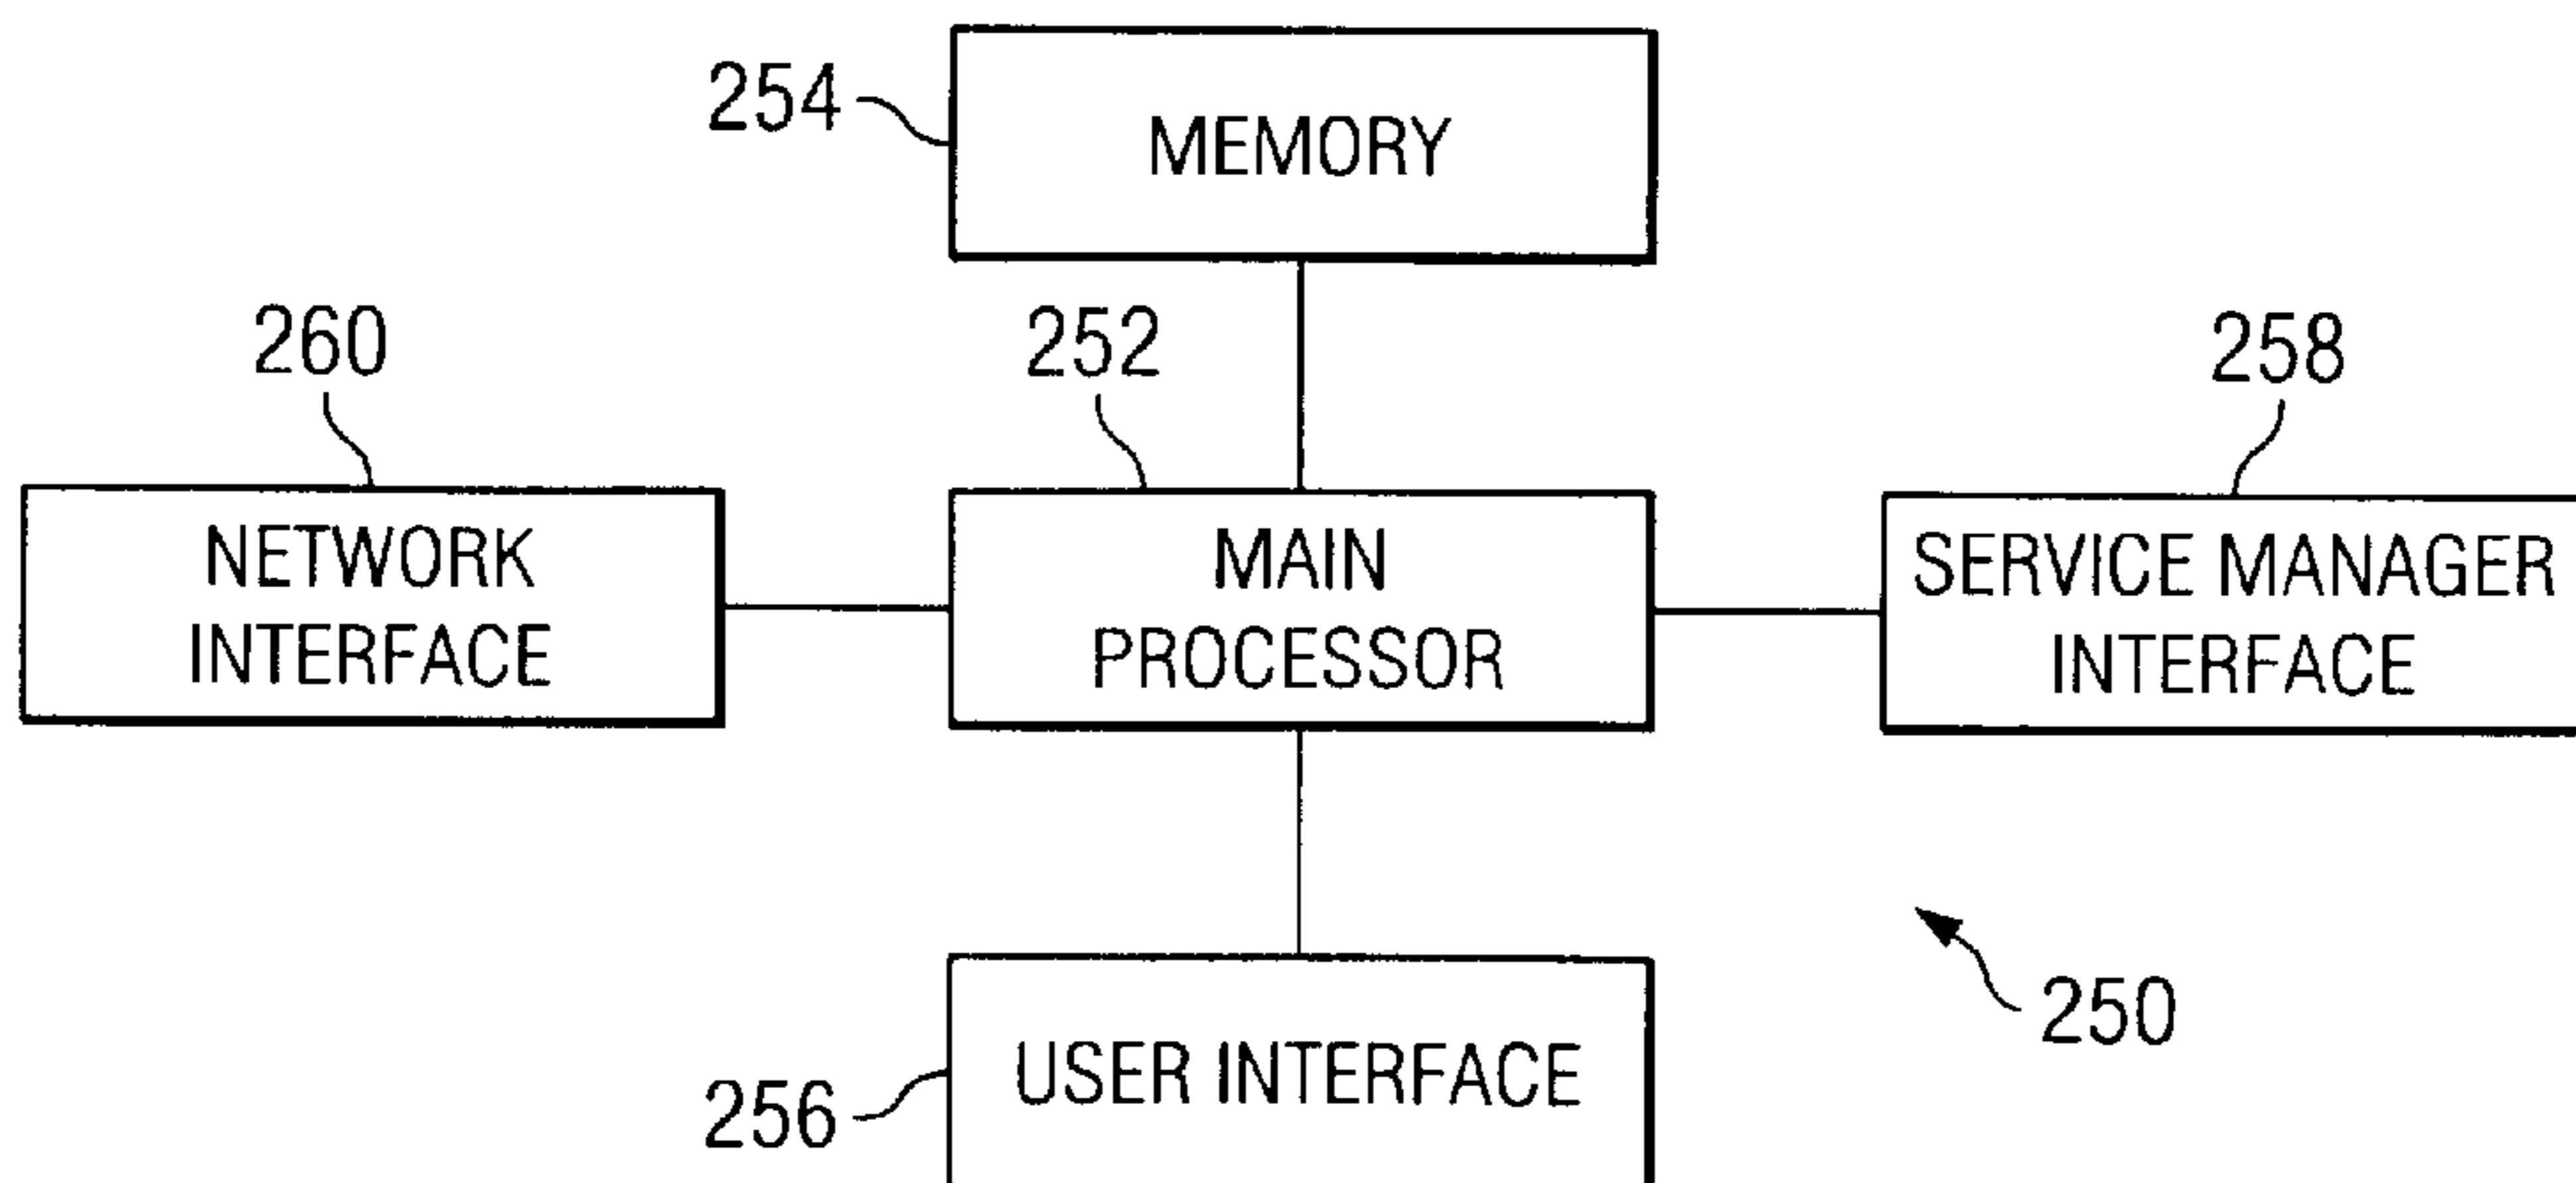 254
MEMORY
260
252
258
NETWORK
INTERFACE
MAIN
PROCESSOR
SERVICE MANAGER
INTERFACE
250
256
USER INTERFACE